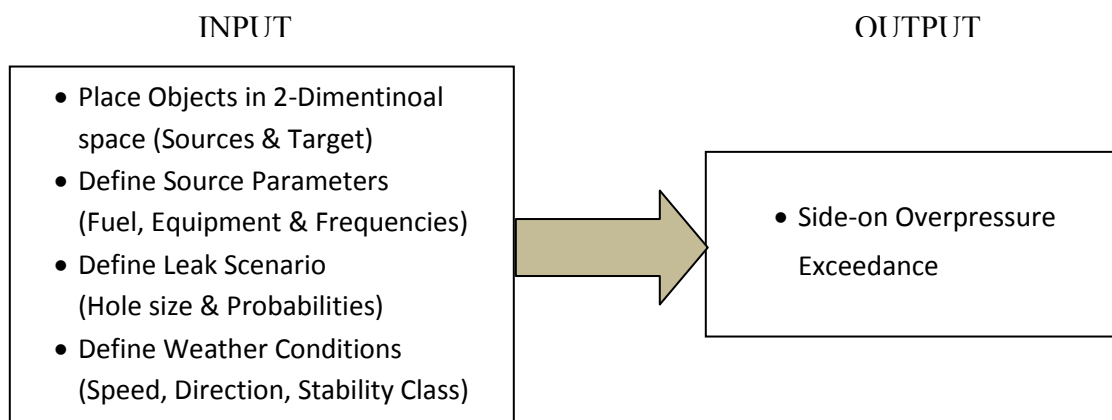 INPUT
OUTPUT
• Place Objects in 2-Dimentinoal
space (Sources & Target)
• Define Source Parameters
(Fuel, Equipment & Frequencies)
• Define Leak Scenario
(Hole size & Probabilities)
• Define Weather Conditions
(Speed, Direction, Stability Class)
• Side-on Overpressure
Exceedance